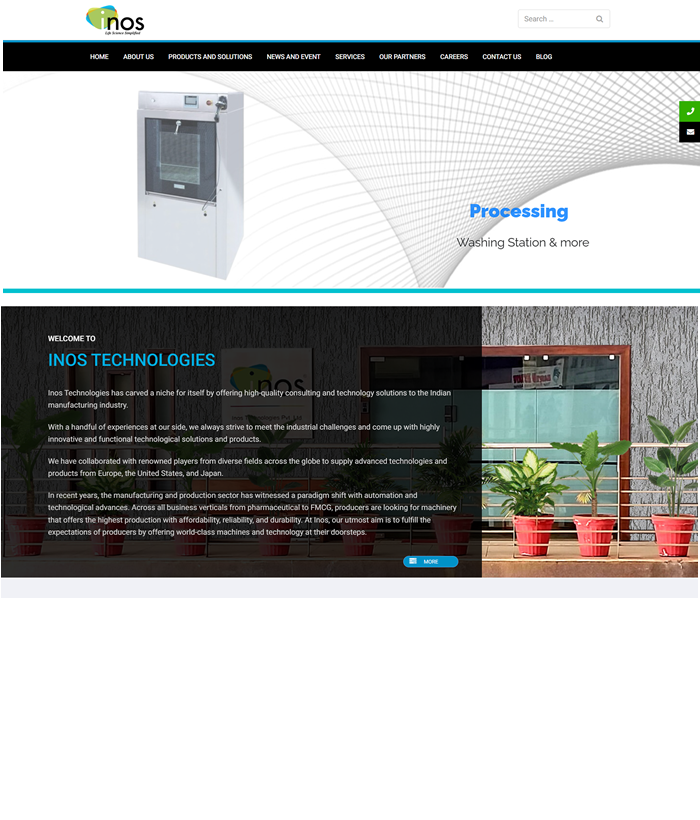 inos
Life Science Simplified
Search ...
HOME ABOUT US PRODUCTS AND SOLUTIONS NEWS AND EVENT SERVICES OUR PARTNERS CAREERS CONTACT US BLOG
Processing
Washing Station & more
WELCOME TO
INOS TECHNOLOGIES
inos
Inos Technologies has carved a niche for itself by offering high-quality consulting and technology solutions to the Indian
manufacturing industry.
With a handful of experiences at our side, we always strive to meet the industrial challenges and come up with highly
innovative and functional technological solutions and products.
We have collaborated with renowned players from diverse fields across the globe to supply advanced technologies and
products from Europe, the United States, and Japan.
In recent years, the manufacturing and production sector has witnessed a paradigm shift with automation and
technological advances. Across all business verticals from pharmaceutical to FMCG, producers are looking for machinery
that offers the highest production with affordability, reliability, and durability. At Inos, our utmost aim is to fulfill the
expectations of producers by offering world-class machines and technology at their doorsteps.
MORE